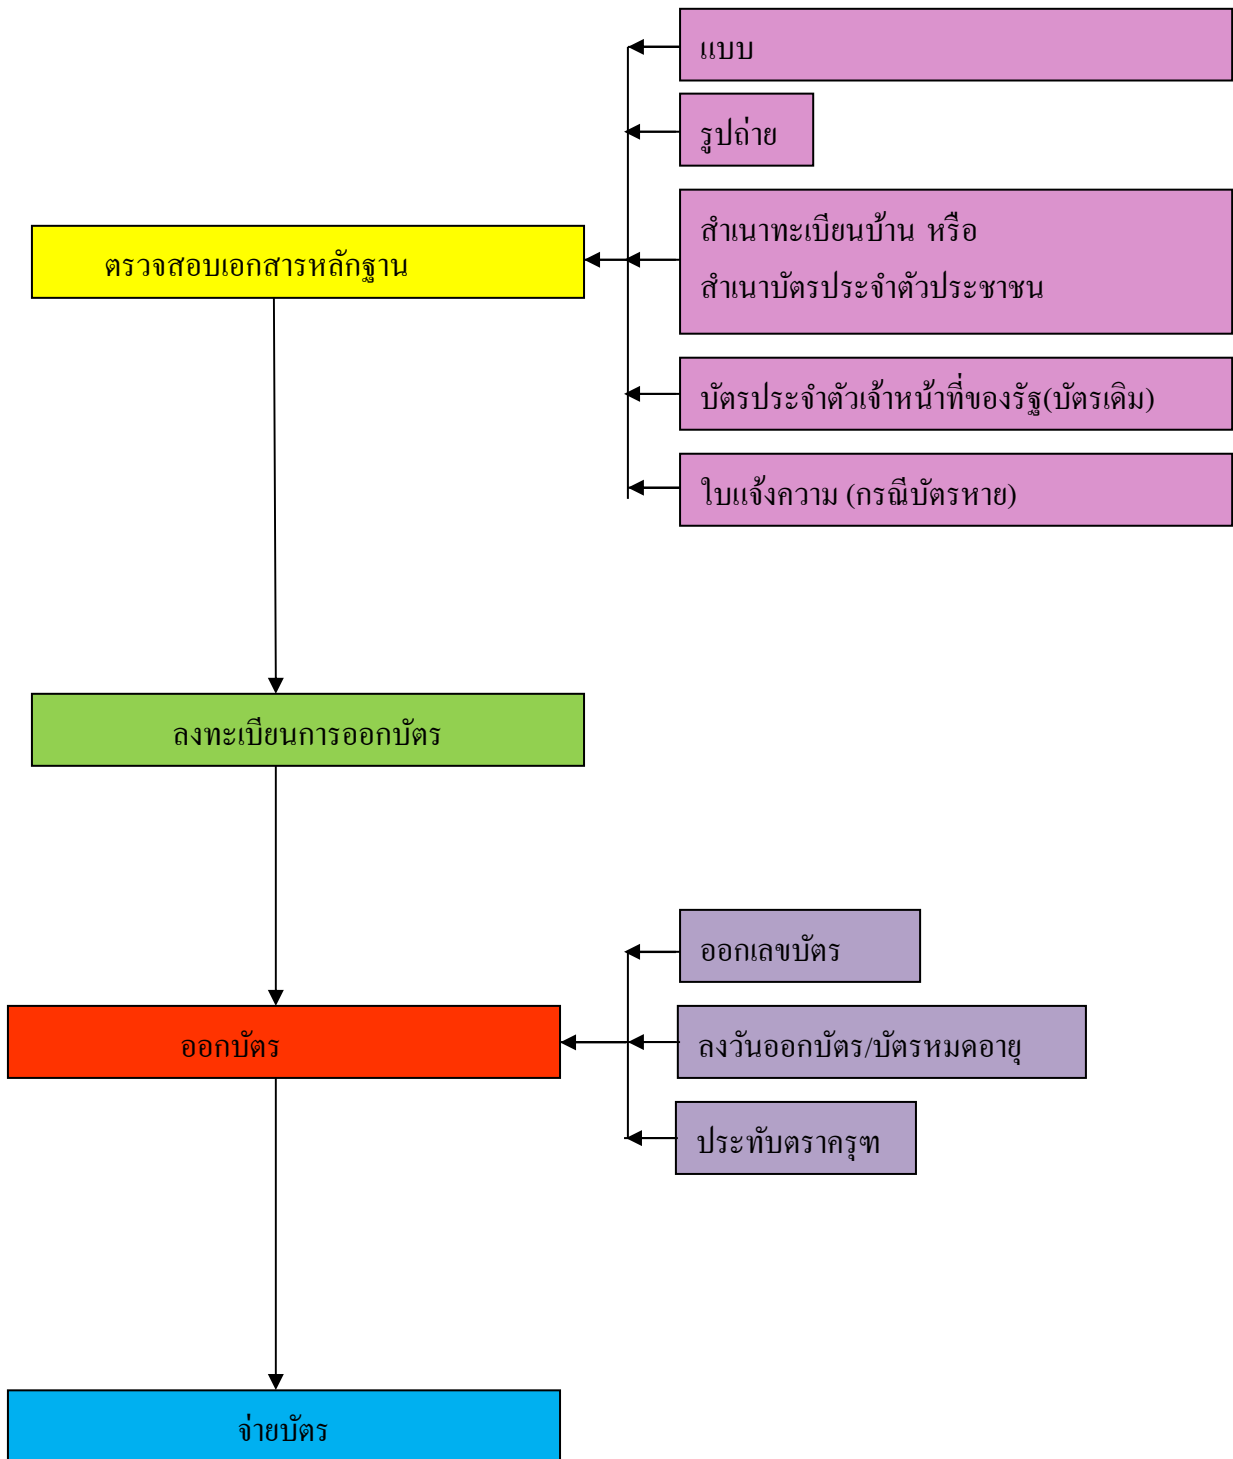 แบบ
รูปถ่าย
สำเนาทะเบียนบ้าน หรือ
สำเนาบัตรประจำตัวประชาชน
ตรวจสอบเอกสารหลักฐาน
บัตรประจำตัวเจ้าหน้าที่ของรัฐ(บัตรเดิม)
ใบแจ้งความ (กรณีบัตรหาย)
ลงทะเบียนการออกบัตร
ออกเลขบัตร
ออกบัตร
ลงวันออกบัตร/บัตรหมดอายุ
ประทับตราครุฑ
จ่ายบัตร